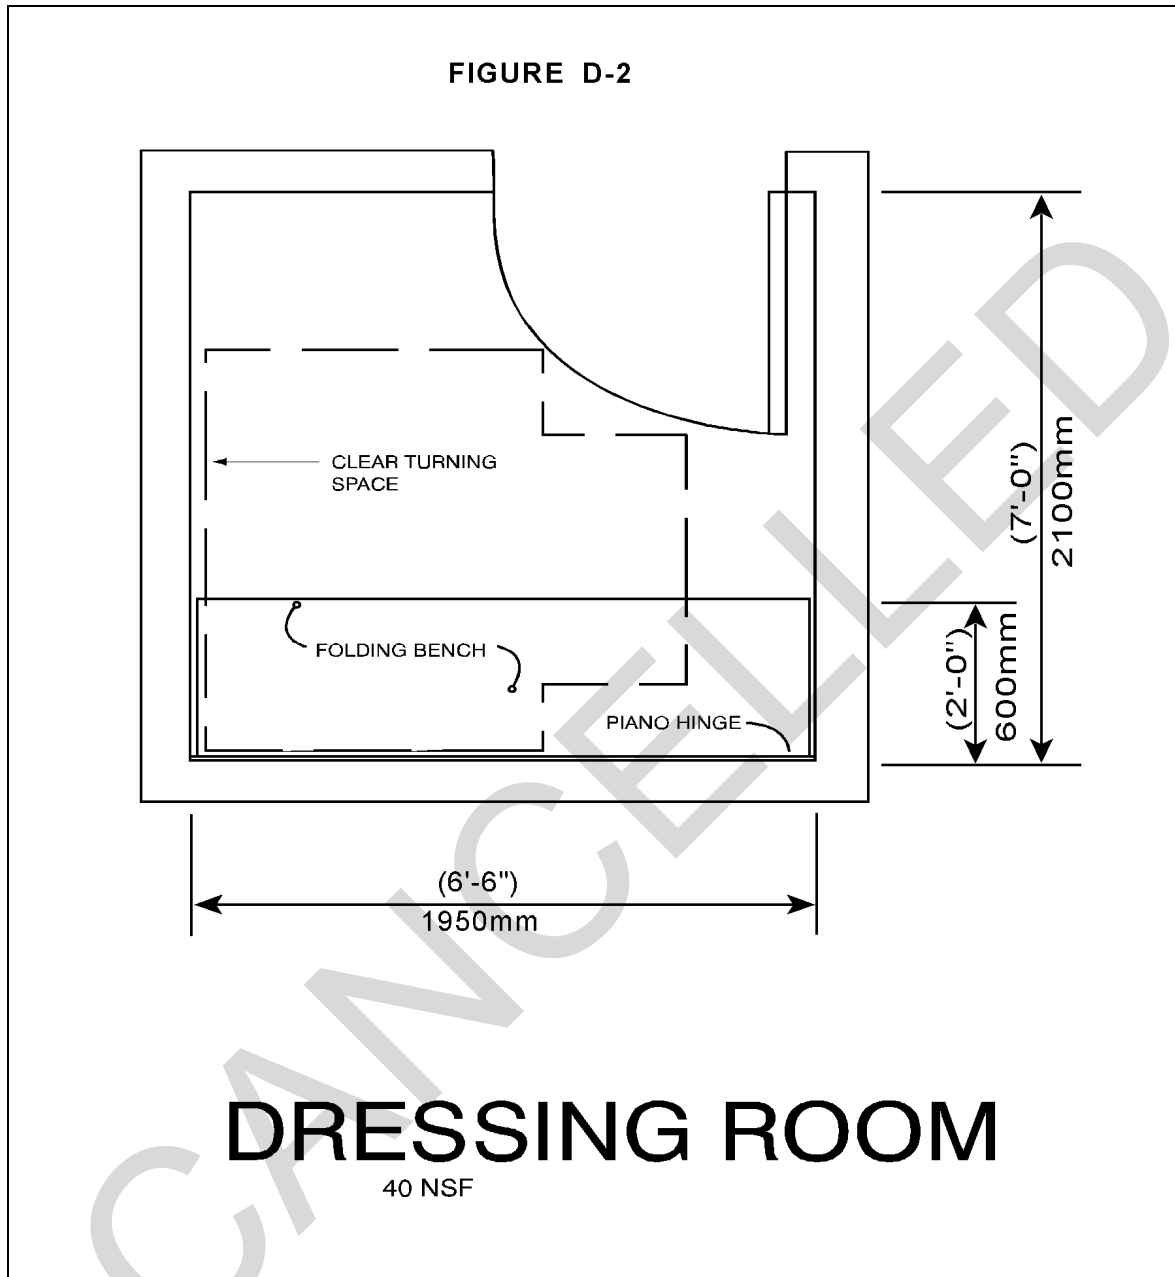 FIGURE D-2
CLEAR TURNING
SPACE
(7'-0")
2100mm
FOLDING BENCH
PIANO HINGE
(2'-0")
600mm
(6'-6")
1950mm
CANCELLED
DRESSING ROOM
40 NSF